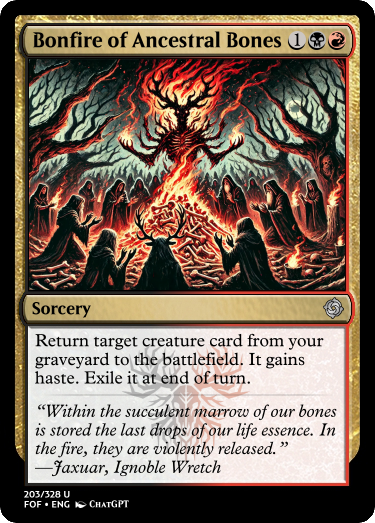 Bonfire of Ancestral Bones 1
Sorcery
Return target creature card from your
graveyard to the battlefield. It gains
haste. Exile it at end of turn.
“Within the succulent marrow of our bones
is stored the last drops of our life essence. In
the fire, they are violently released.”
—Jaxuar, Ignoble Wretch
203/328 U
FOF • ENG ChatGPT